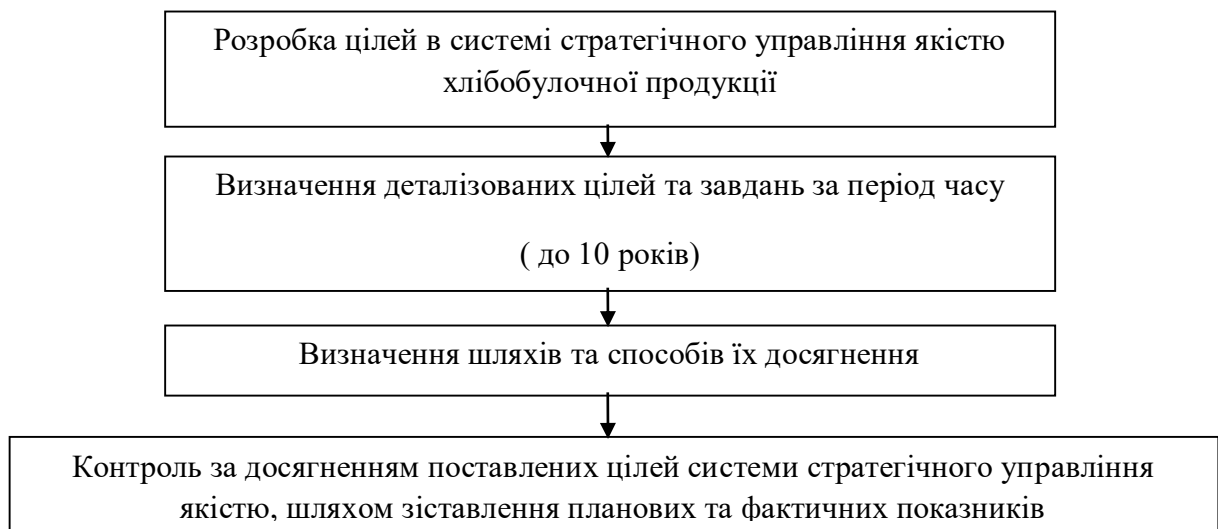 Розробка цілей в системі стратегічного управління якістю
хлібобулочної продукції
Визначення деталізованих цілей та завдань за період часу
( до 10 років)
Визначення шляхів та способів їх досягнення
Контроль за досягненням поставлених цілей системи стратегічного управління
якістю, шляхом зіставлення планових та фактичних показників